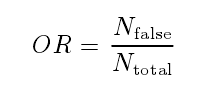 OR = N_false / N_total